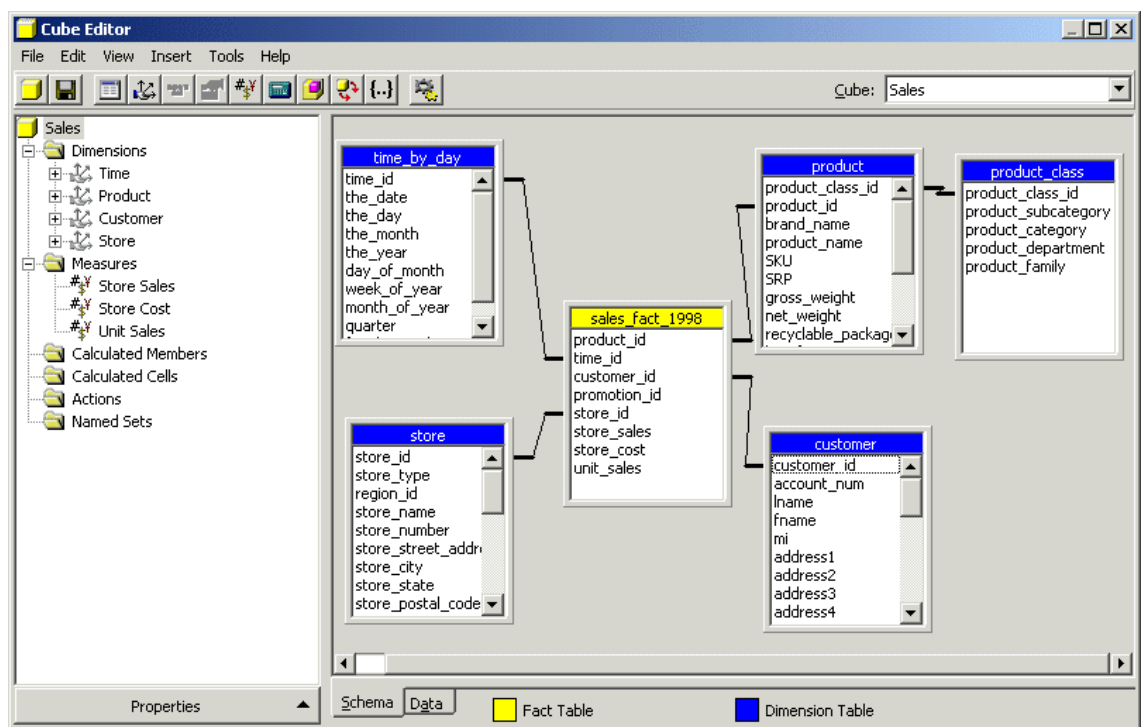 Cube Editor
File Edit View Insert Tools Help
Cube: Sales
Sales
Dimensions
Time
Product
Customer
Store
Measures
Store Sales
Store Cost
Unit Sales
Calculated Members
Calculated Cells
Actions
Named Sets
Properties
time_by_day
time_id
the_date
the_day
the_month
the_year
day_of_month
week_of_year
month_of_year
quarter
product
product_class_id
product_id
brand_name
product_name
SKU
SRP
gross_weight
net_weight
recyclable_packag
product_class
product_class_id
product_subcategory
product_category
product_department
product_family
sales_fact_1998
product_id
time_id
customer_id
promotion_id
store_id
store_sales
store_cost
unit_sales
store
store_id
store_type
region_id
store_name
store_number
store_street_addr
store_city
store_state
store_postal_code
customer
customer_id
account_num
lname
fname
mi
address1
address2
address3
address4
Schema Data
Fact Table
Dimension Table